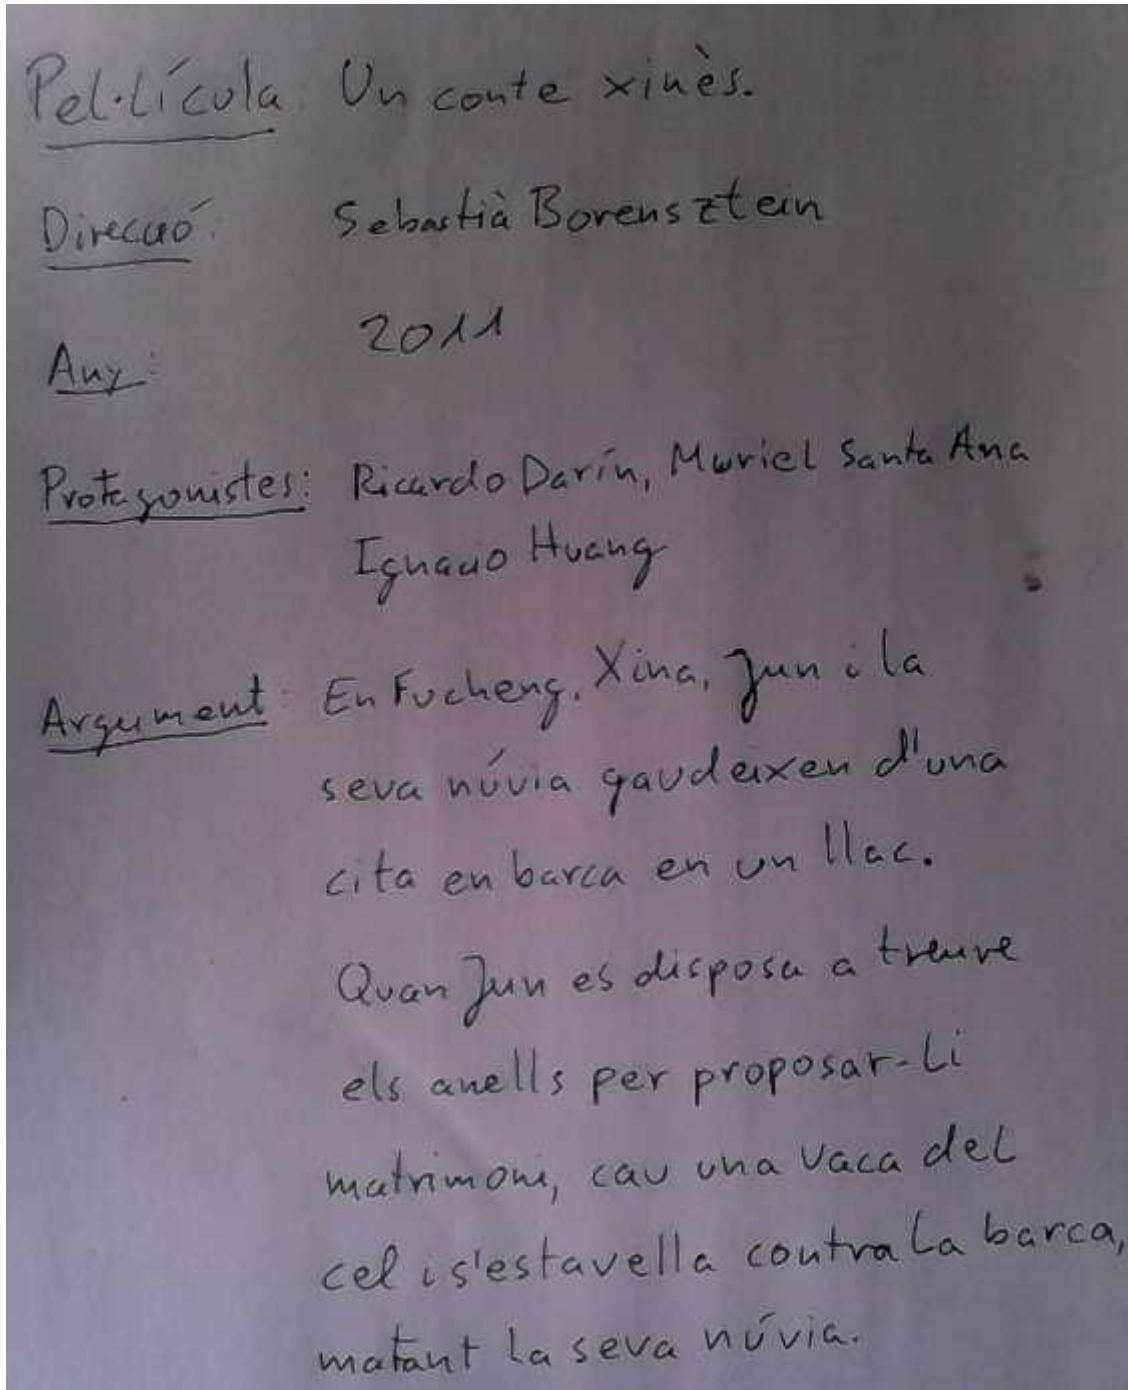 Pel·lícula: Un conte xinès.
Direcció: Sebastià Borensztein
Any: 2011
Protagonistes: Ricardo Darín, Muriel Santa Ana
Ignacio Huang
Argument: En Fucheng, Xina, Jun i la
seva núvia gaudeixen d'una
cita en barca en un llac.
Quan Jun es disposa a treure
els anells per proposar-li
matrimoni, cau una vaca del
cel i s'estavella contra la barca,
matant la seva núvia.